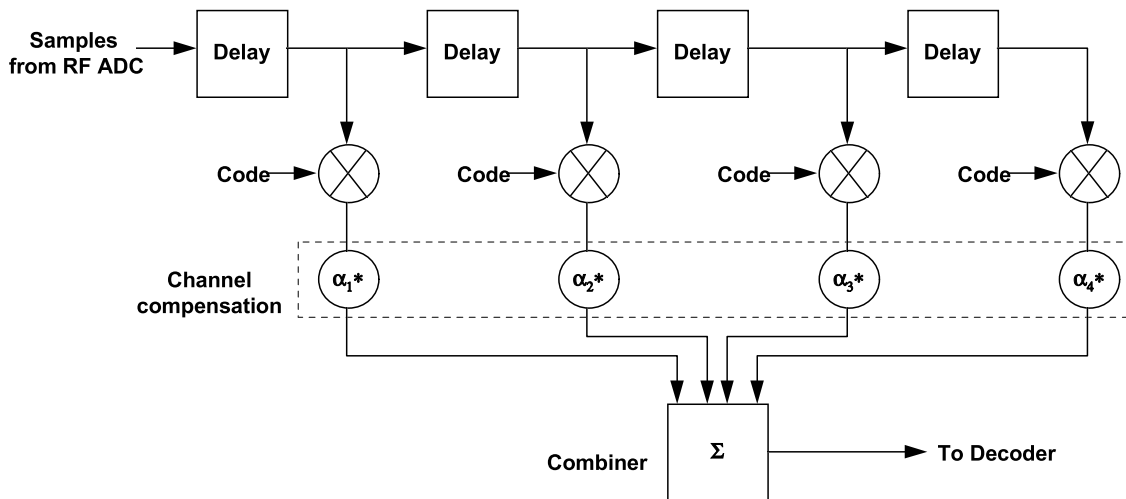 Samples
from RF ADC
Delay
Delay
Delay
Delay
Code
Code
Code
Code
Channel
compensation
α₁*
α₂*
α₃*
α₄*
Combiner
Σ
To Decoder